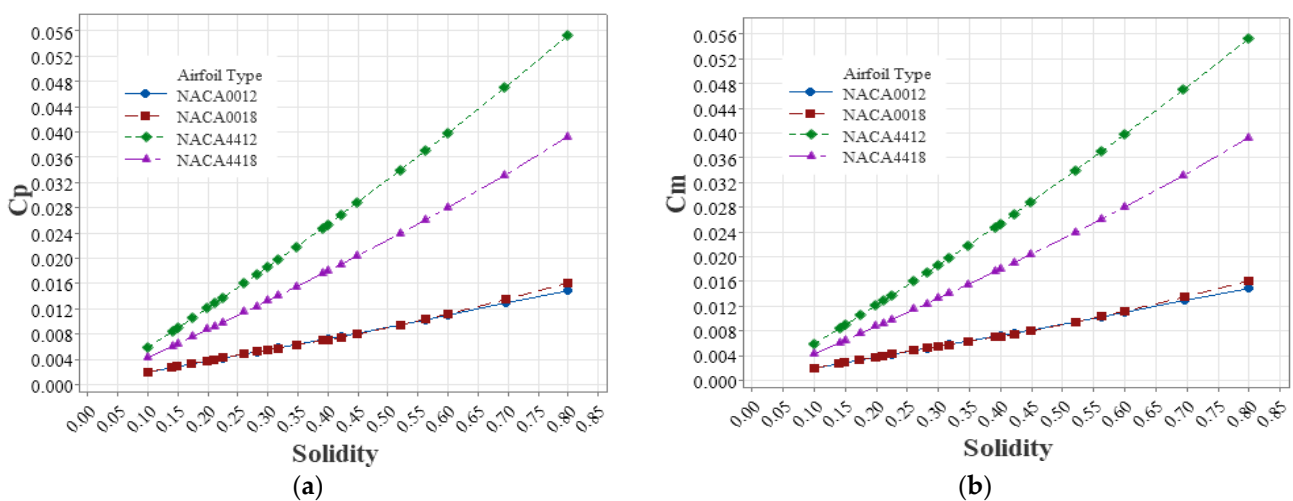 0.056
0.052
0.048
0.044
0.040
0.036
0.032
0.028
0.024
0.020
0.016
0.012
0.008
0.004
0.000
Cp
Airfoil Type
NACA0012
NACA0018
NACA4412
NACA4418
0.00 0.05 0.10 0.15 0.20 0.25 0.30 0.35 0.40 0.45 0.50 0.55 0.60 0.65 0.70 0.75 0.80 0.85
Solidity
(a)
0.056
0.052
0.048
0.044
0.040
0.036
0.032
0.028
0.024
0.020
0.016
0.012
0.008
0.004
0.000
Cm
Airfoil Type
NACA0012
NACA0018
NACA4412
NACA4418
0.00 0.05 0.10 0.15 0.20 0.25 0.30 0.35 0.40 0.45 0.50 0.55 0.60 0.65 0.70 0.75 0.80 0.85
Solidity
(b)